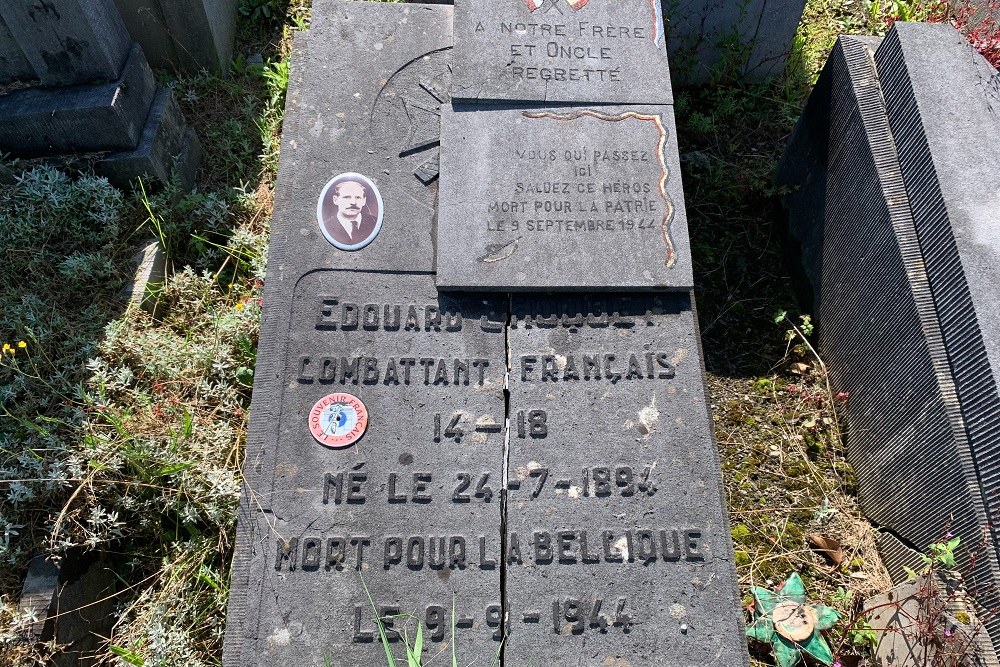 A NOTRE FRÈRE
ET ONCLE
REGRETTÉ
VOUS QUI PASSEZ
ICI
SALUEZ CE HÉROS
MORT POUR LA PATRIE
LE 9 SEPTEMBRE 1944
EDOUARD
COMBATTANT FRANÇAIS
14-18
LE SOUVENIR FRANÇAIS
NÉ LE 24-7-1894
MORT POUR LA BELGIQUE
LE 9-9-1944